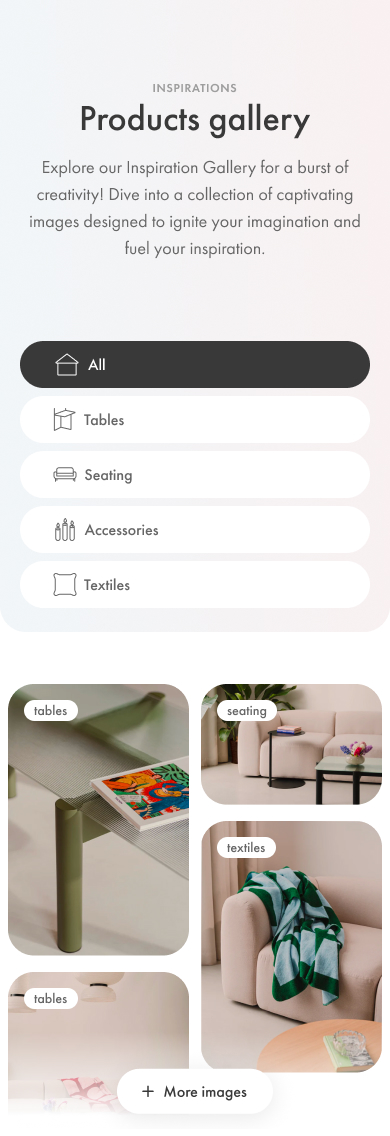 INSPIRATIONS
Products gallery
Explore our Inspiration Gallery for a burst of
creativity! Dive into a collection of captivating
images designed to ignite your imagination and
fuel your inspiration.
All
Tables
Seating
Accessories
Textiles
tables
seating
textiles
tables
+ More images